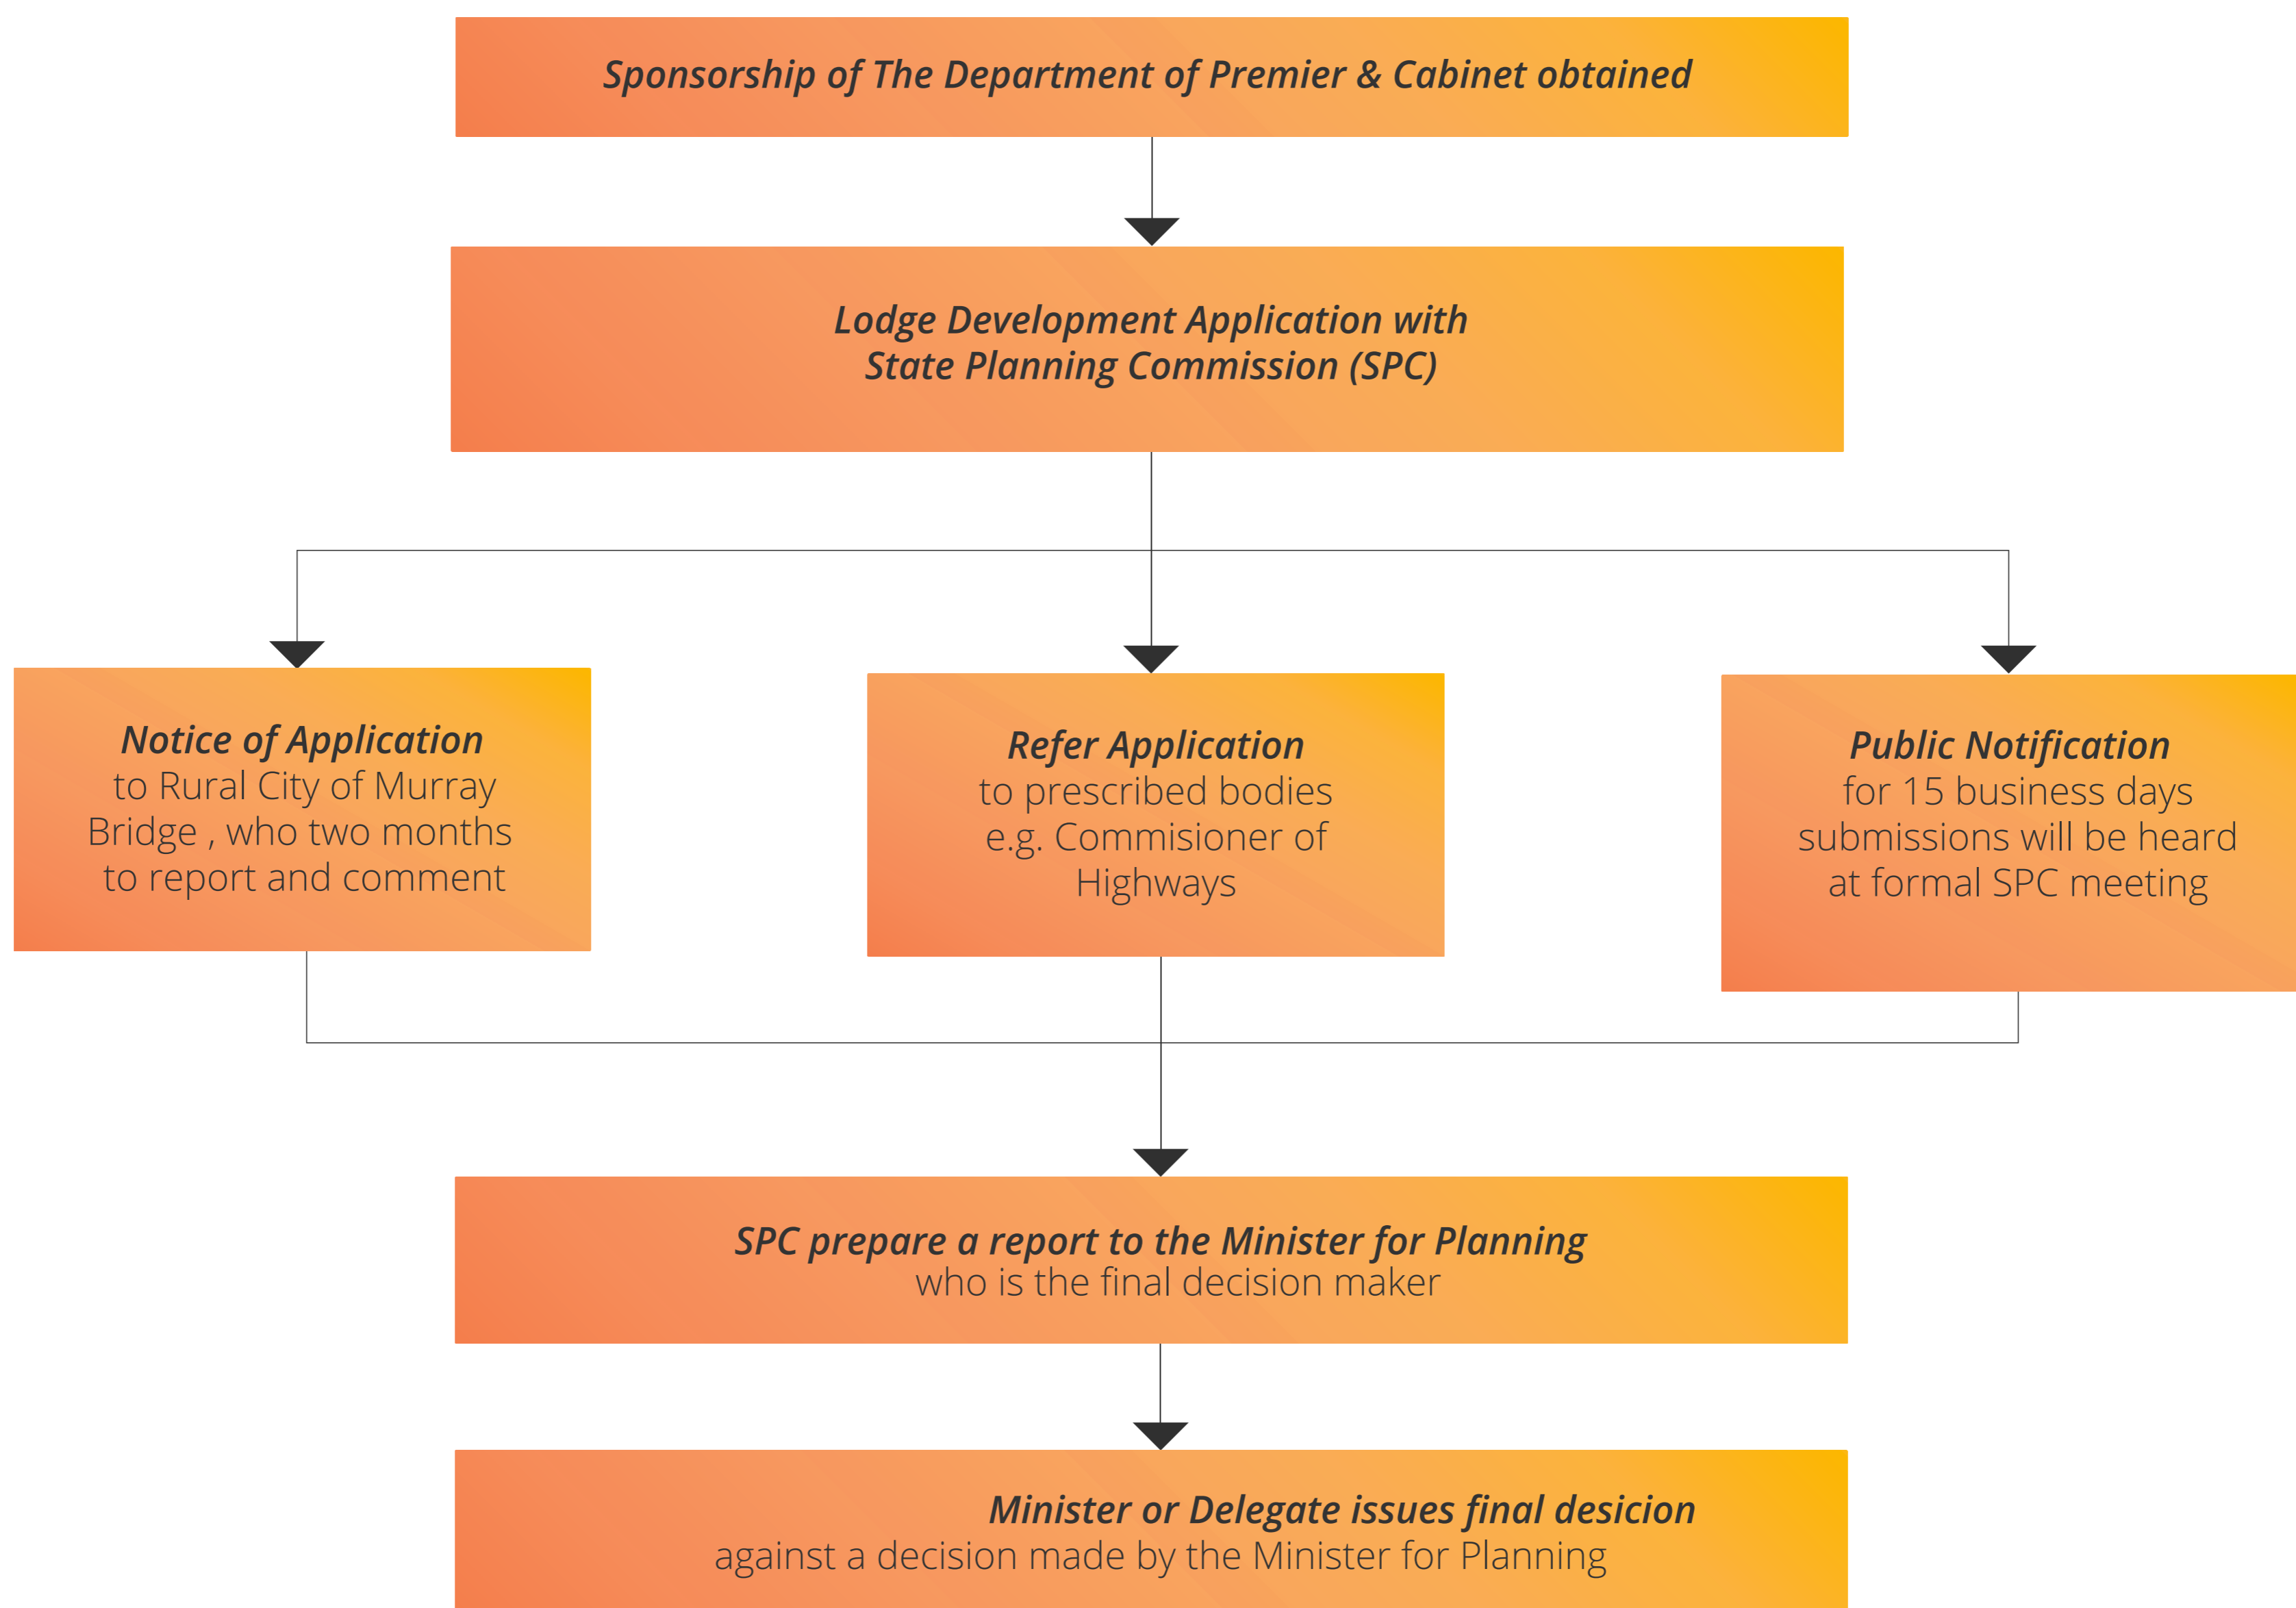 Sponsorship of The Department of Premier & Cabinet obtained
Lodge Development Application with
State Planning Commission (SPC)
Notice of Application
to Rural City of Murray
Bridge , who two months
to report and comment
Refer Application
to prescribed bodies
e.g. Commisioner of
Highways
Public Notification
for 15 business days
submissions will be heard
at formal SPC meeting
SPC prepare a report to the Minister for Planning
who is the final decision maker
Minister or Delegate issues final desicion
against a decision made by the Minister for Planning